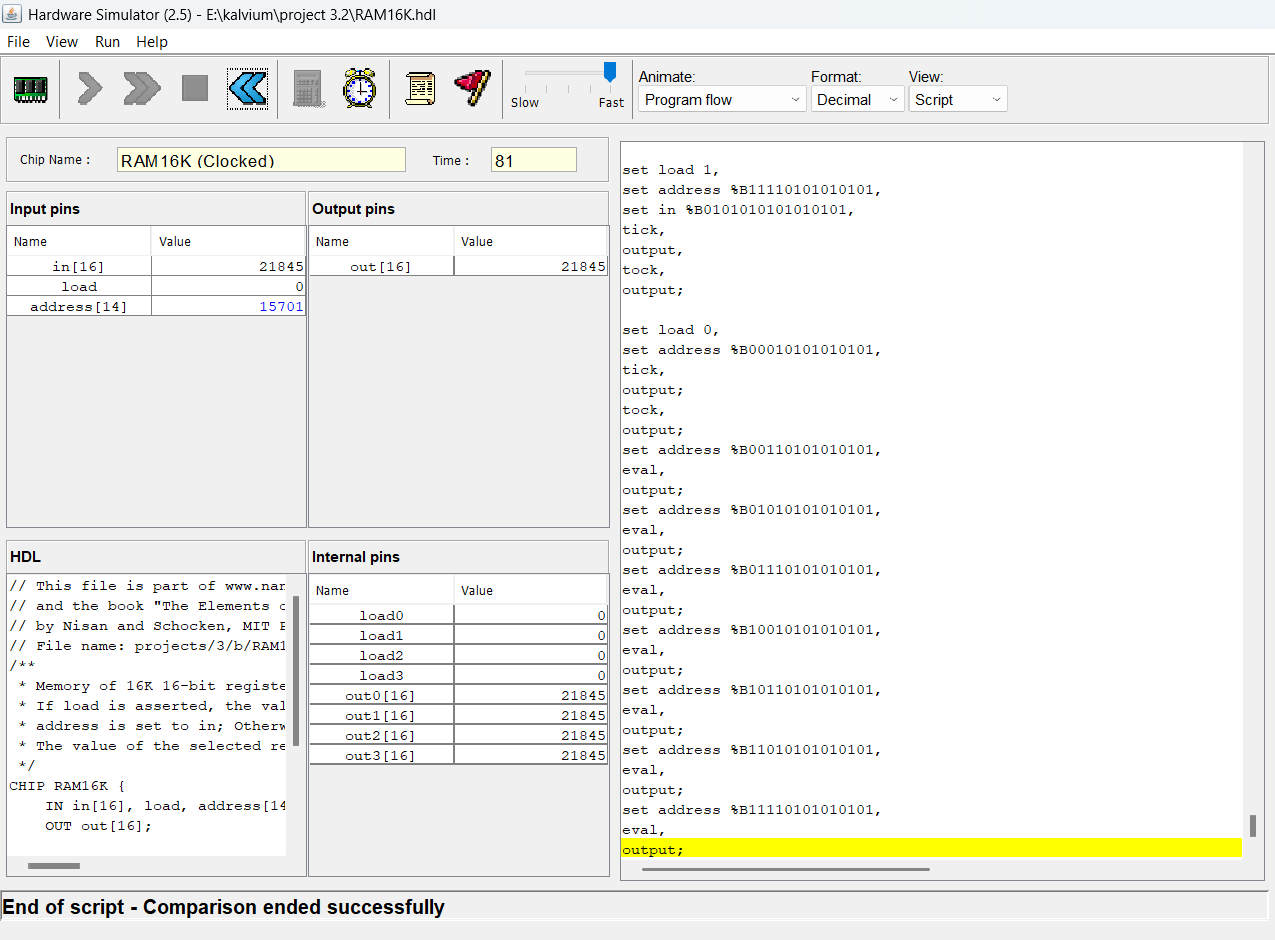 Hardware Simulator (2.5) - E:\kalvium\project 3.2\RAM16K.hdl
File View Run Help
Slow Fast
Animate: Format: View:
Program flow Decimal Script
Chip Name : RAM16K (Clocked) Time : 81
Input pins
Name Value
in[16] 21845
load 0
address[14] 15701
Output pins
Name Value
out[16] 21845
HDL
// This file is part of www.nan
// and the book "The Elements o
// by Nisan and Schocken, MIT P
// File name: projects/3/b/RAM1
/**
* Memory of 16K 16-bit registe
* If load is asserted, the val
* address is set to in; Otherw
* The value of the selected re
*/
CHIP RAM16K {
IN in[16], load, address[14
OUT out[16];
Internal pins
Name Value
load0 0
load1 0
load2 0
load3 0
out0[16] 21845
out1[16] 21845
out2[16] 21845
out3[16] 21845
set load 1,
set address %B11110101010101,
set in %B0101010101010101,
tick,
output,
tock,
output;
set load 0,
set address %B00010101010101,
tick,
output;
tock,
output;
set address %B00110101010101,
eval,
output;
set address %B01010101010101,
eval,
output;
set address %B01110101010101,
eval,
output;
set address %B10010101010101,
eval,
output;
set address %B10110101010101,
eval,
output;
set address %B11010101010101,
eval,
output;
set address %B11110101010101,
eval,
output;
End of script - Comparison ended successfully